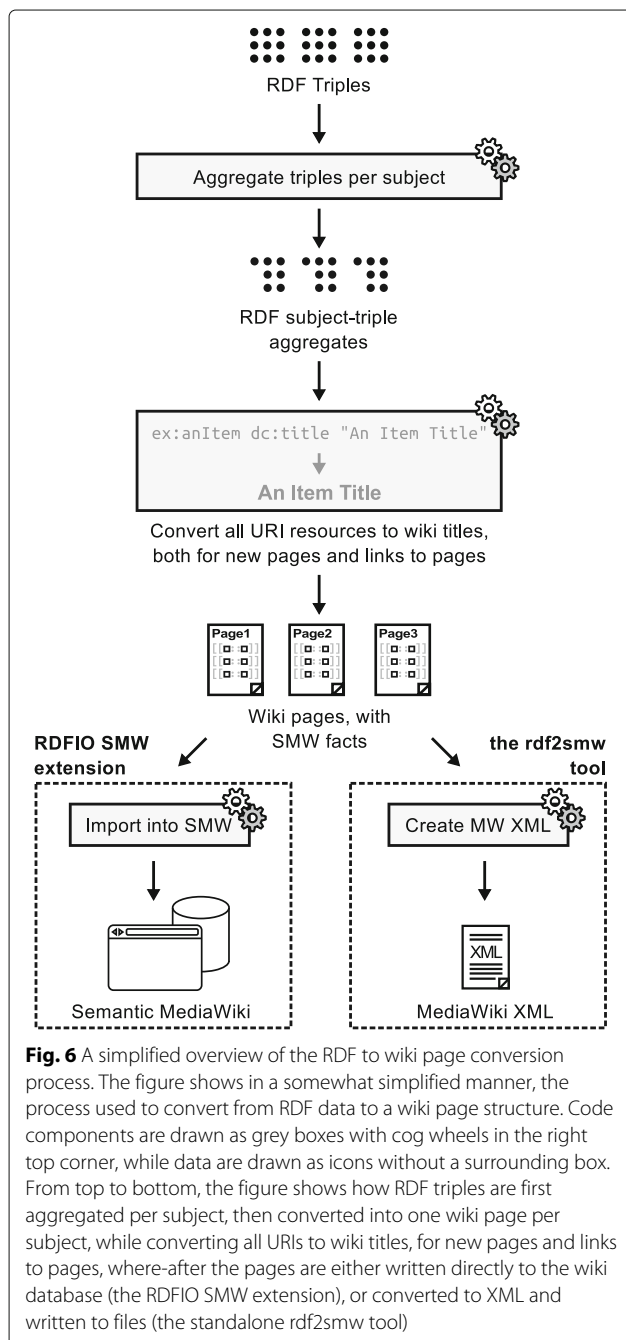 RDF Triples
Aggregate triples per subject
RDF subject-triple
aggregates
ex:anItem dc:title "An Item Title"
An Item Title
Convert all URI resources to wiki titles,
both for new pages and links to pages
Page1 Page2 Page3
[[ :: ]] [[ :: ]] [[ :: ]]
[[ :: ]] [[ :: ]] [[ :: ]]
[[ :: ]] [[ :: ]] [[ :: ]]
Wiki pages, with
SMW facts
RDFIO SMW
extension
the rdf2smw
tool
Import into SMW
Create MW XML
XML
Semantic MediaWiki
MediaWiki XML
Fig. 6 A simplified overview of the RDF to wiki page conversion
process. The figure shows in a somewhat simplified manner, the
process used to convert from RDF data to a wiki page structure. Code
components are drawn as grey boxes with cog wheels in the right
top corner, while data are drawn as icons without a surrounding box.
From top to bottom, the figure shows how RDF triples are first
aggregated per subject, then converted into one wiki page per
subject, while converting all URIs to wiki titles, for new pages and links
to pages, where-after the pages are either written directly to the wiki
database (the RDFIO SMW extension), or converted to XML and
written to files (the standalone rdf2smw tool)